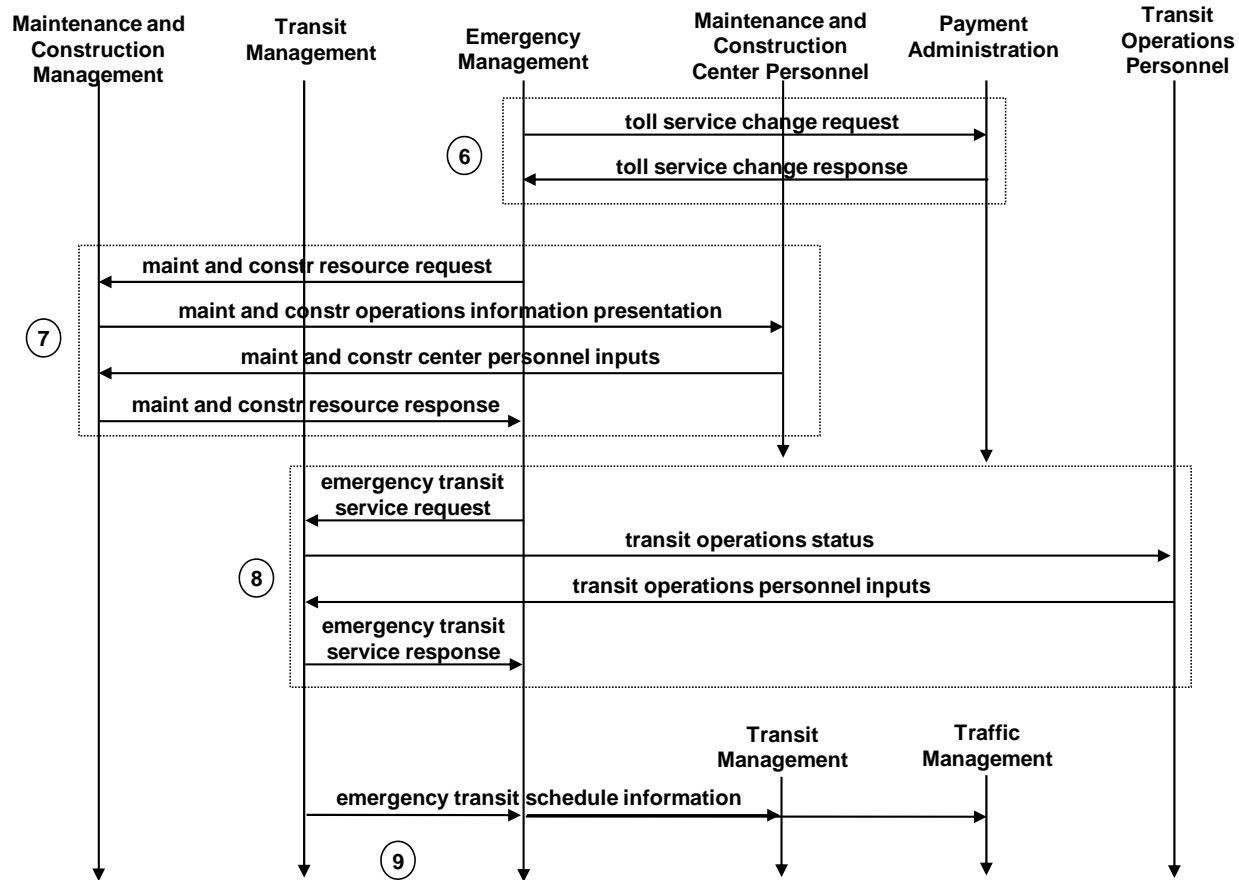 Maintenance and
Construction
Management
Transit
Management
Emergency
Management
Maintenance and
Construction
Center Personnel
Payment
Administration
Transit
Operations
Personnel
toll service change request
6
toll service change response
maint and constr resource request
maint and constr operations information presentation
7
maint and constr center personnel inputs
maint and constr resource response
emergency transit
service request
transit operations status
8
transit operations personnel inputs
emergency transit
service response
Transit
Management
Traffic
Management
emergency transit schedule information
9